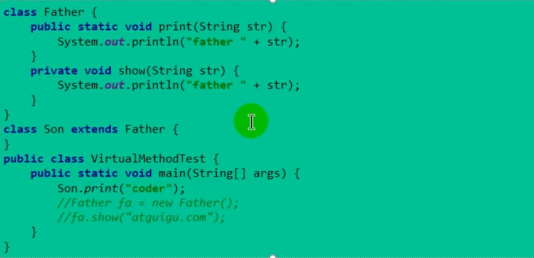 class Father {
    public static void print(String str) {
        System.out.println("father " + str);
    }
    private void show(String str) {
        System.out.println("father " + str);
    }
}
class Son extends Father {
}
public class VirtualMethodTest {
    public static void main(String[] args) {
        Son.print("coder");
        //Father fa = new Father();
        //fa.show("atguigu.com");
    }
}